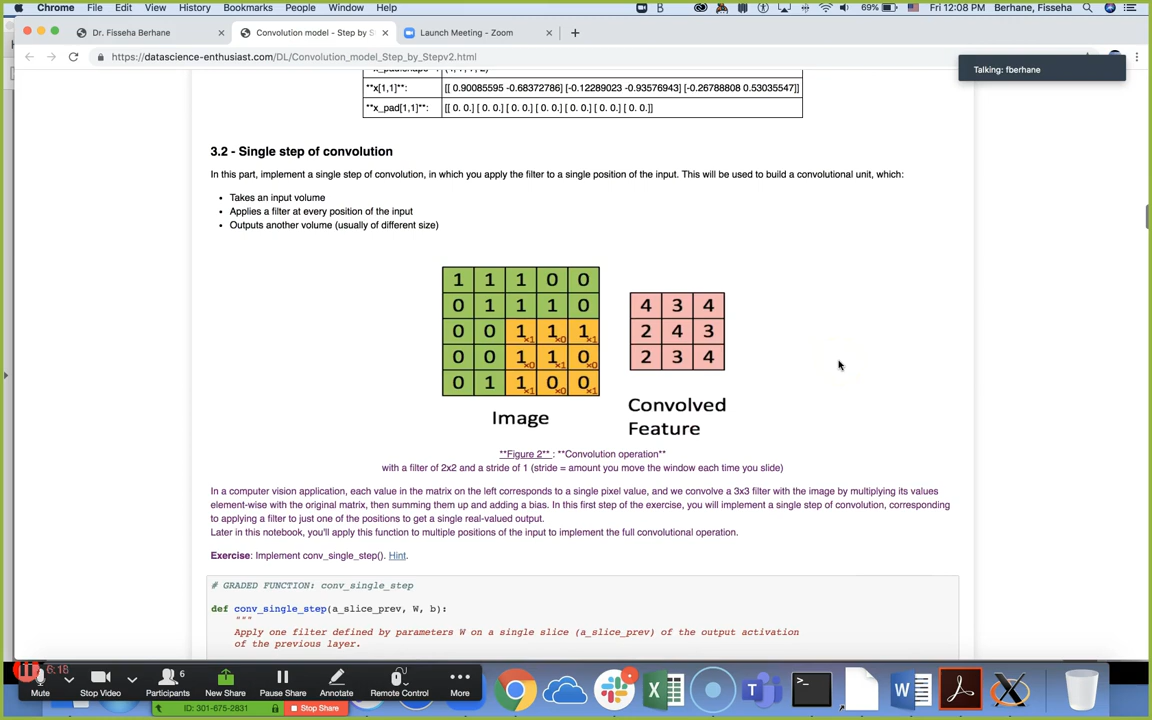 Chrome File Edit View History Bookmarks People Window Help 69% Fri 12:08 PM Berhane, Fisseha
Dr. Fisseha Berhane Convolution model - Step by S Launch Meeting - Zoom
https://datascience-enthusiast.com/DL/Convolution_model_Step_by_Stepv2.html
Talking: fberhane
**x[1,1]**: [[ 0.90085595 -0.68372786] [-0.12289023 -0.93576943] [-0.26788808 0.53035547]]
**x_pad[1,1]**: [[ 0. 0.] [ 0. 0.] [ 0. 0.] [ 0. 0.] [ 0. 0.] [ 0. 0.] [ 0. 0.]]
3.2 - Single step of convolution
In this part, implement a single step of convolution, in which you apply the filter to a single position of the input. This will be used to build a convolutional unit, which:
• Takes an input volume
• Applies a filter at every position of the input
• Outputs another volume (usually of different size)
1 1 1 0 0
0 1 1 1 0
0 0 1×1 1×0 1×1
0 0 1×0 1×1 0×0
0 1 1×1 0×0 0×1
Image
4 3 4
2 4 3
2 3 4
Convolved
Feature
**Figure 2** : **Convolution operation**
with a filter of 2x2 and a stride of 1 (stride = amount you move the window each time you slide)
In a computer vision application, each value in the matrix on the left corresponds to a single pixel value, and we convolve a 3x3 filter with the image by multiplying its values
element-wise with the original matrix, then summing them up and adding a bias. In this first step of the exercise, you will implement a single step of convolution, corresponding
to applying a filter to just one of the positions to get a single real-valued output.
Later in this notebook, you'll apply this function to multiple positions of the input to implement the full convolutional operation.
Exercise: Implement conv_single_step(). Hint.
# GRADED FUNCTION: conv_single_step
def conv_single_step(a_slice_prev, W, b):
"""
Apply one filter defined by parameters W on a single slice (a_slice_prev) of the output activation
of the previous layer.
6:18
6
Mute Stop Video Participants New Share Pause Share Annotate Remote Control More
ID: 301-675-2831 Stop Share